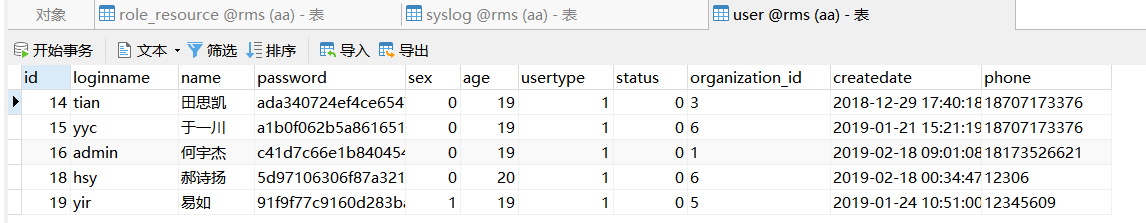 对象 role_resource @rms (aa) - 表 syslog @rms (aa) - 表 user @rms (aa) - 表
开始事务 文本 筛选 排序 导入 导出
id loginname name password sex age usertype status organization_id createdate phone
14 tian 田思凯 ada340724ef4ce654 0 19 1 0 3 2018-12-29 17:40:18 18707173376
15 yyc 于一川 a1b0f062b5a861651 0 19 1 0 6 2019-01-21 15:21:19 18707173376
16 admin 何宇杰 c41d7c66e1b840454 0 19 1 0 1 2019-02-18 09:01:08 18173526621
18 hsy 郝诗扬 5d97106306f87a321 0 20 1 0 6 2019-02-18 00:34:47 12306
19 yir 易如 91f9f77c9160d283ba 1 19 1 0 5 2019-01-24 10:51:00 12345609